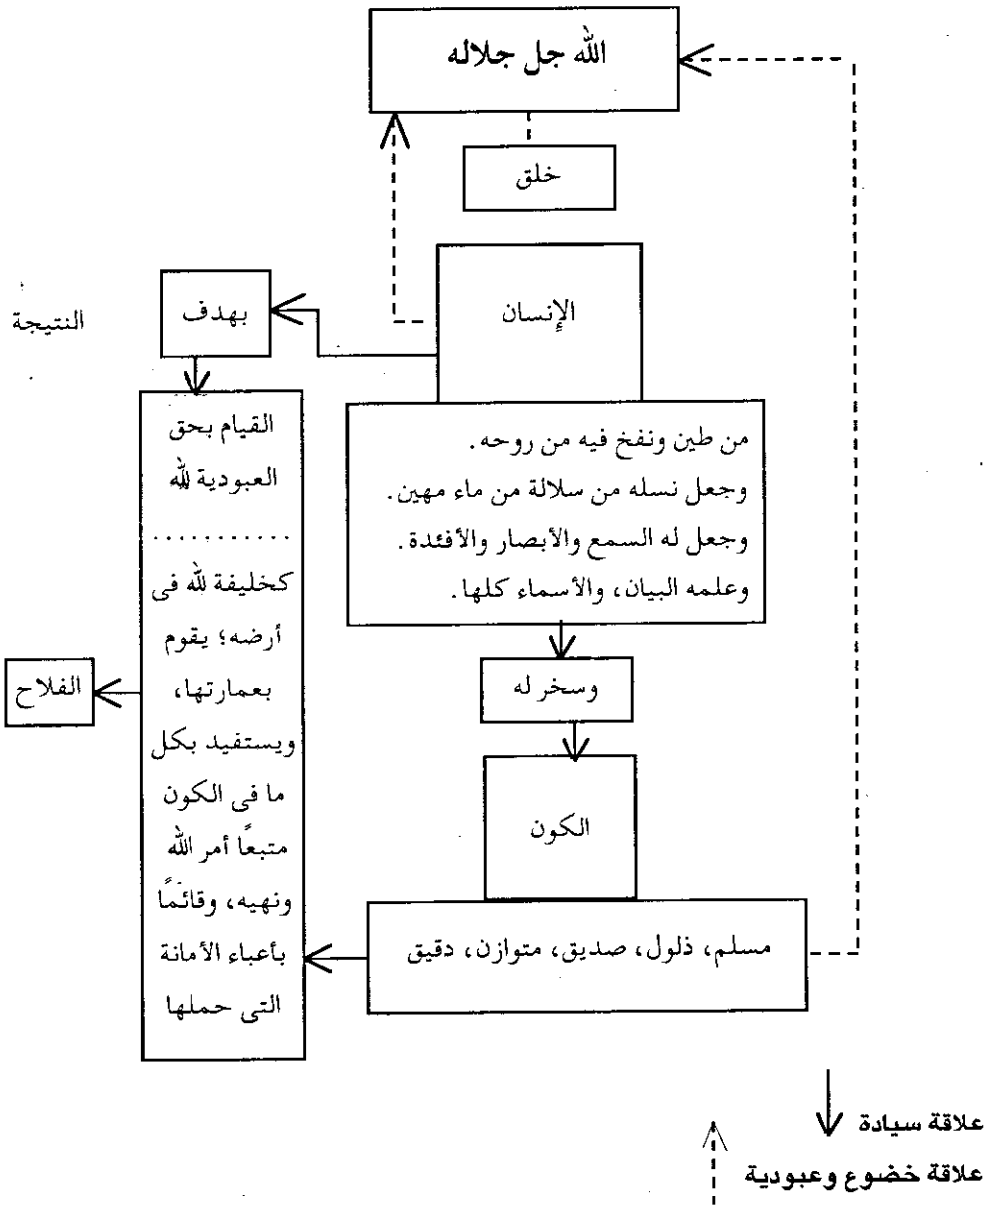 الله جل جلاله
خلق
الإنسان
بهدف
النتيجة
من طين ونفخ فيه من روحه.
وجعل نسله من سلالة من ماء مهين.
وجعل له السمع والأبصار والأفئدة.
وعلمه البيان، والأسماء كلها.
القيام بحق
العبودية لله
...........
كخليفة لله فى
أرضه؛ يقوم
بعمارتها،
ويستفيد بكل
ما فى الكون
متبعًا أمر الله
ونهيه، وقائمًا
بأعباء الأمانة
التى حملها
الفلاح
وسخر له
الكون
مسلم، ذلول، صديق، متوازن، دقيق
علاقة سيادة
علاقة خضوع وعبودية